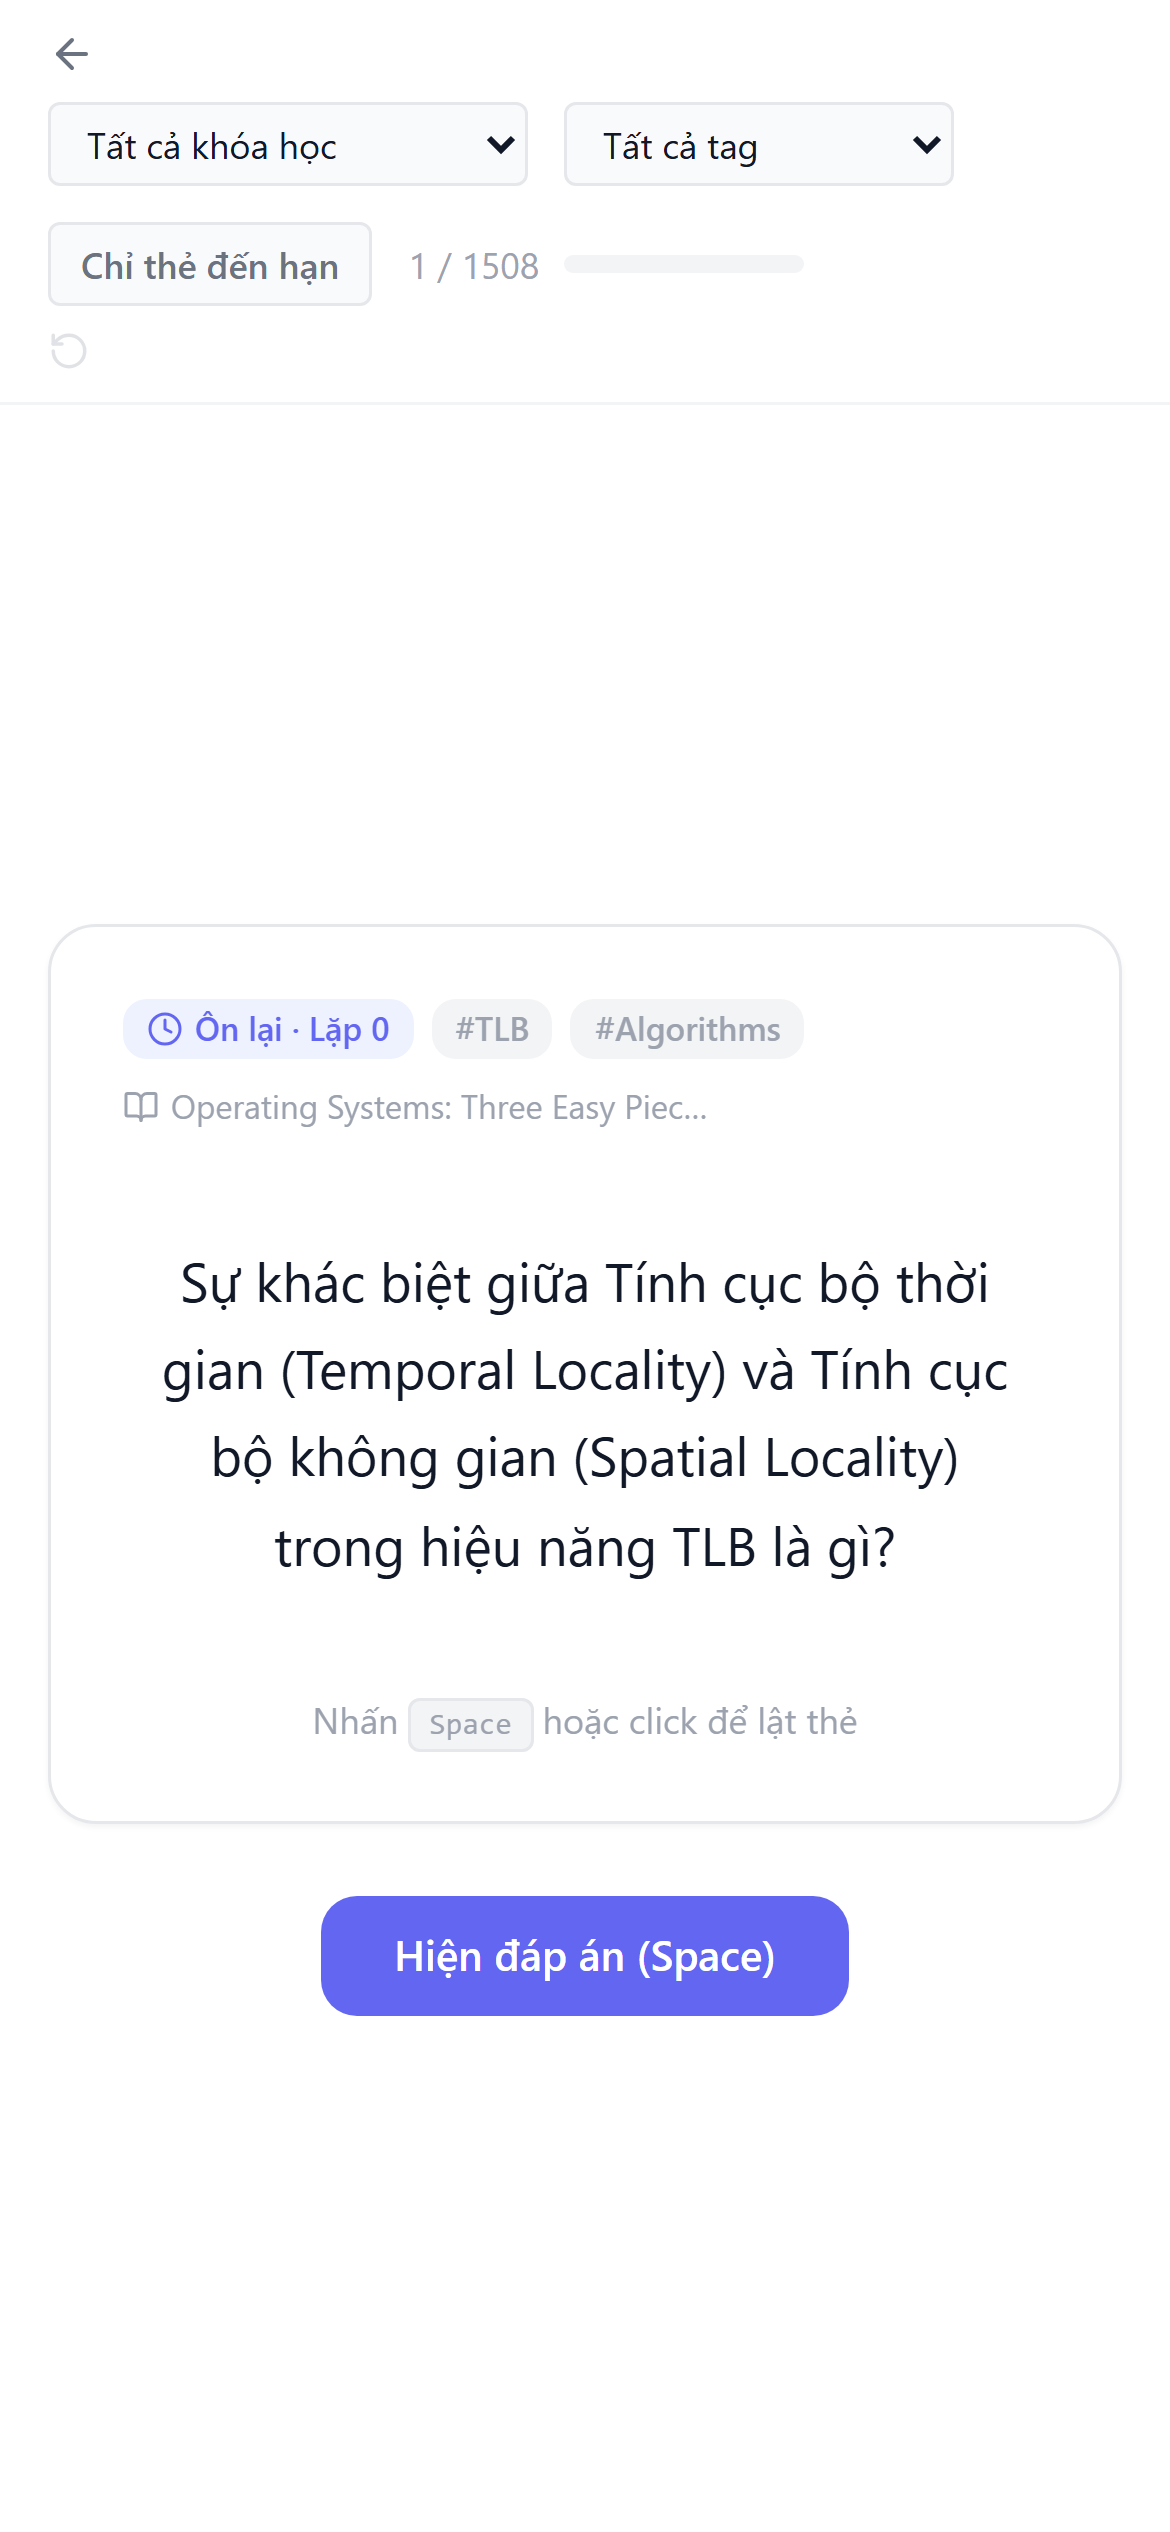 Tất cả khóa học
Tất cả tag
Chỉ thẻ đến hạn
1 / 1508
Ôn lại · Lặp 0
#TLB
#Algorithms
Operating Systems: Three Easy Piec...
Sự khác biệt giữa Tính cục bộ thời
gian (Temporal Locality) và Tính cục
bộ không gian (Spatial Locality)
trong hiệu năng TLB là gì?
Nhấn Space hoặc click để lật thẻ
Hiện đáp án (Space)